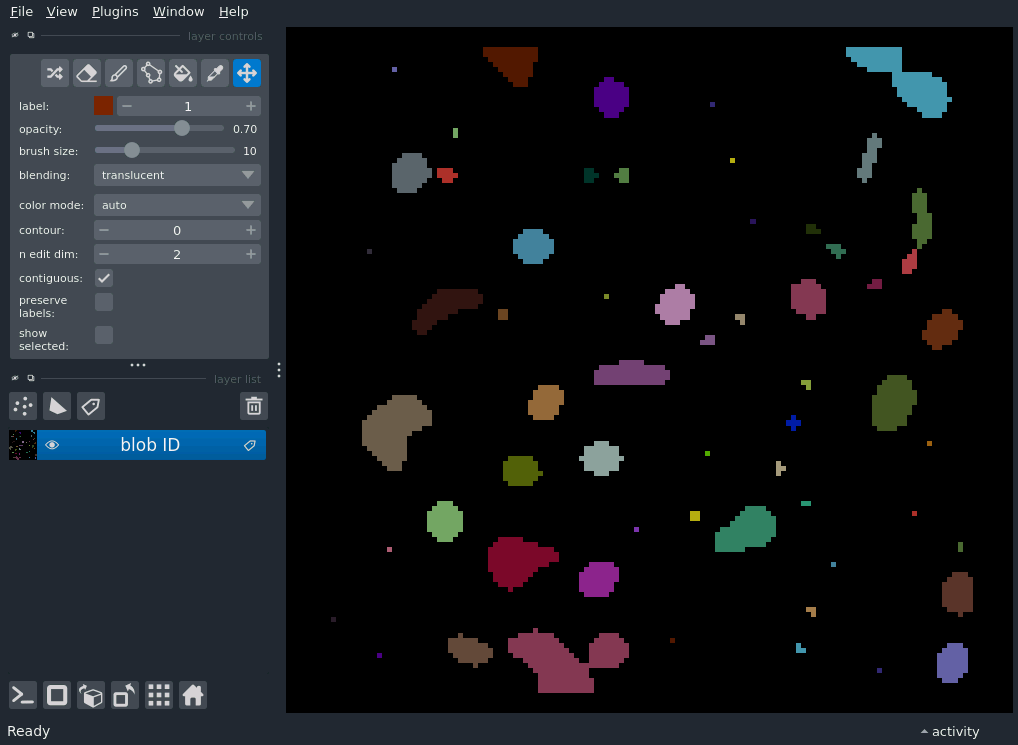 File View Plugins Window Help
layer controls
label: 1
opacity: 0.70
brush size: 10
blending: translucent
color mode: auto
contour: 0
n edit dim: 2
contiguous:
preserve
labels:
show
selected:
layer list
blob ID
Ready
activity